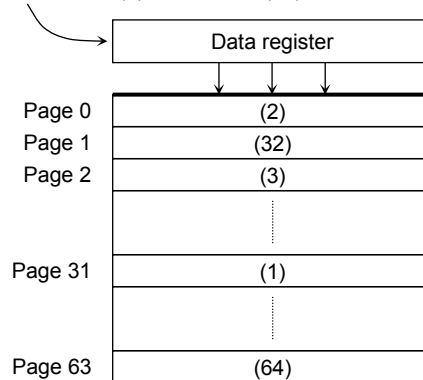 Data register
Page 0 (2)
Page 1 (32)
Page 2 (3)
Page 31 (1)
Page 63 (64)